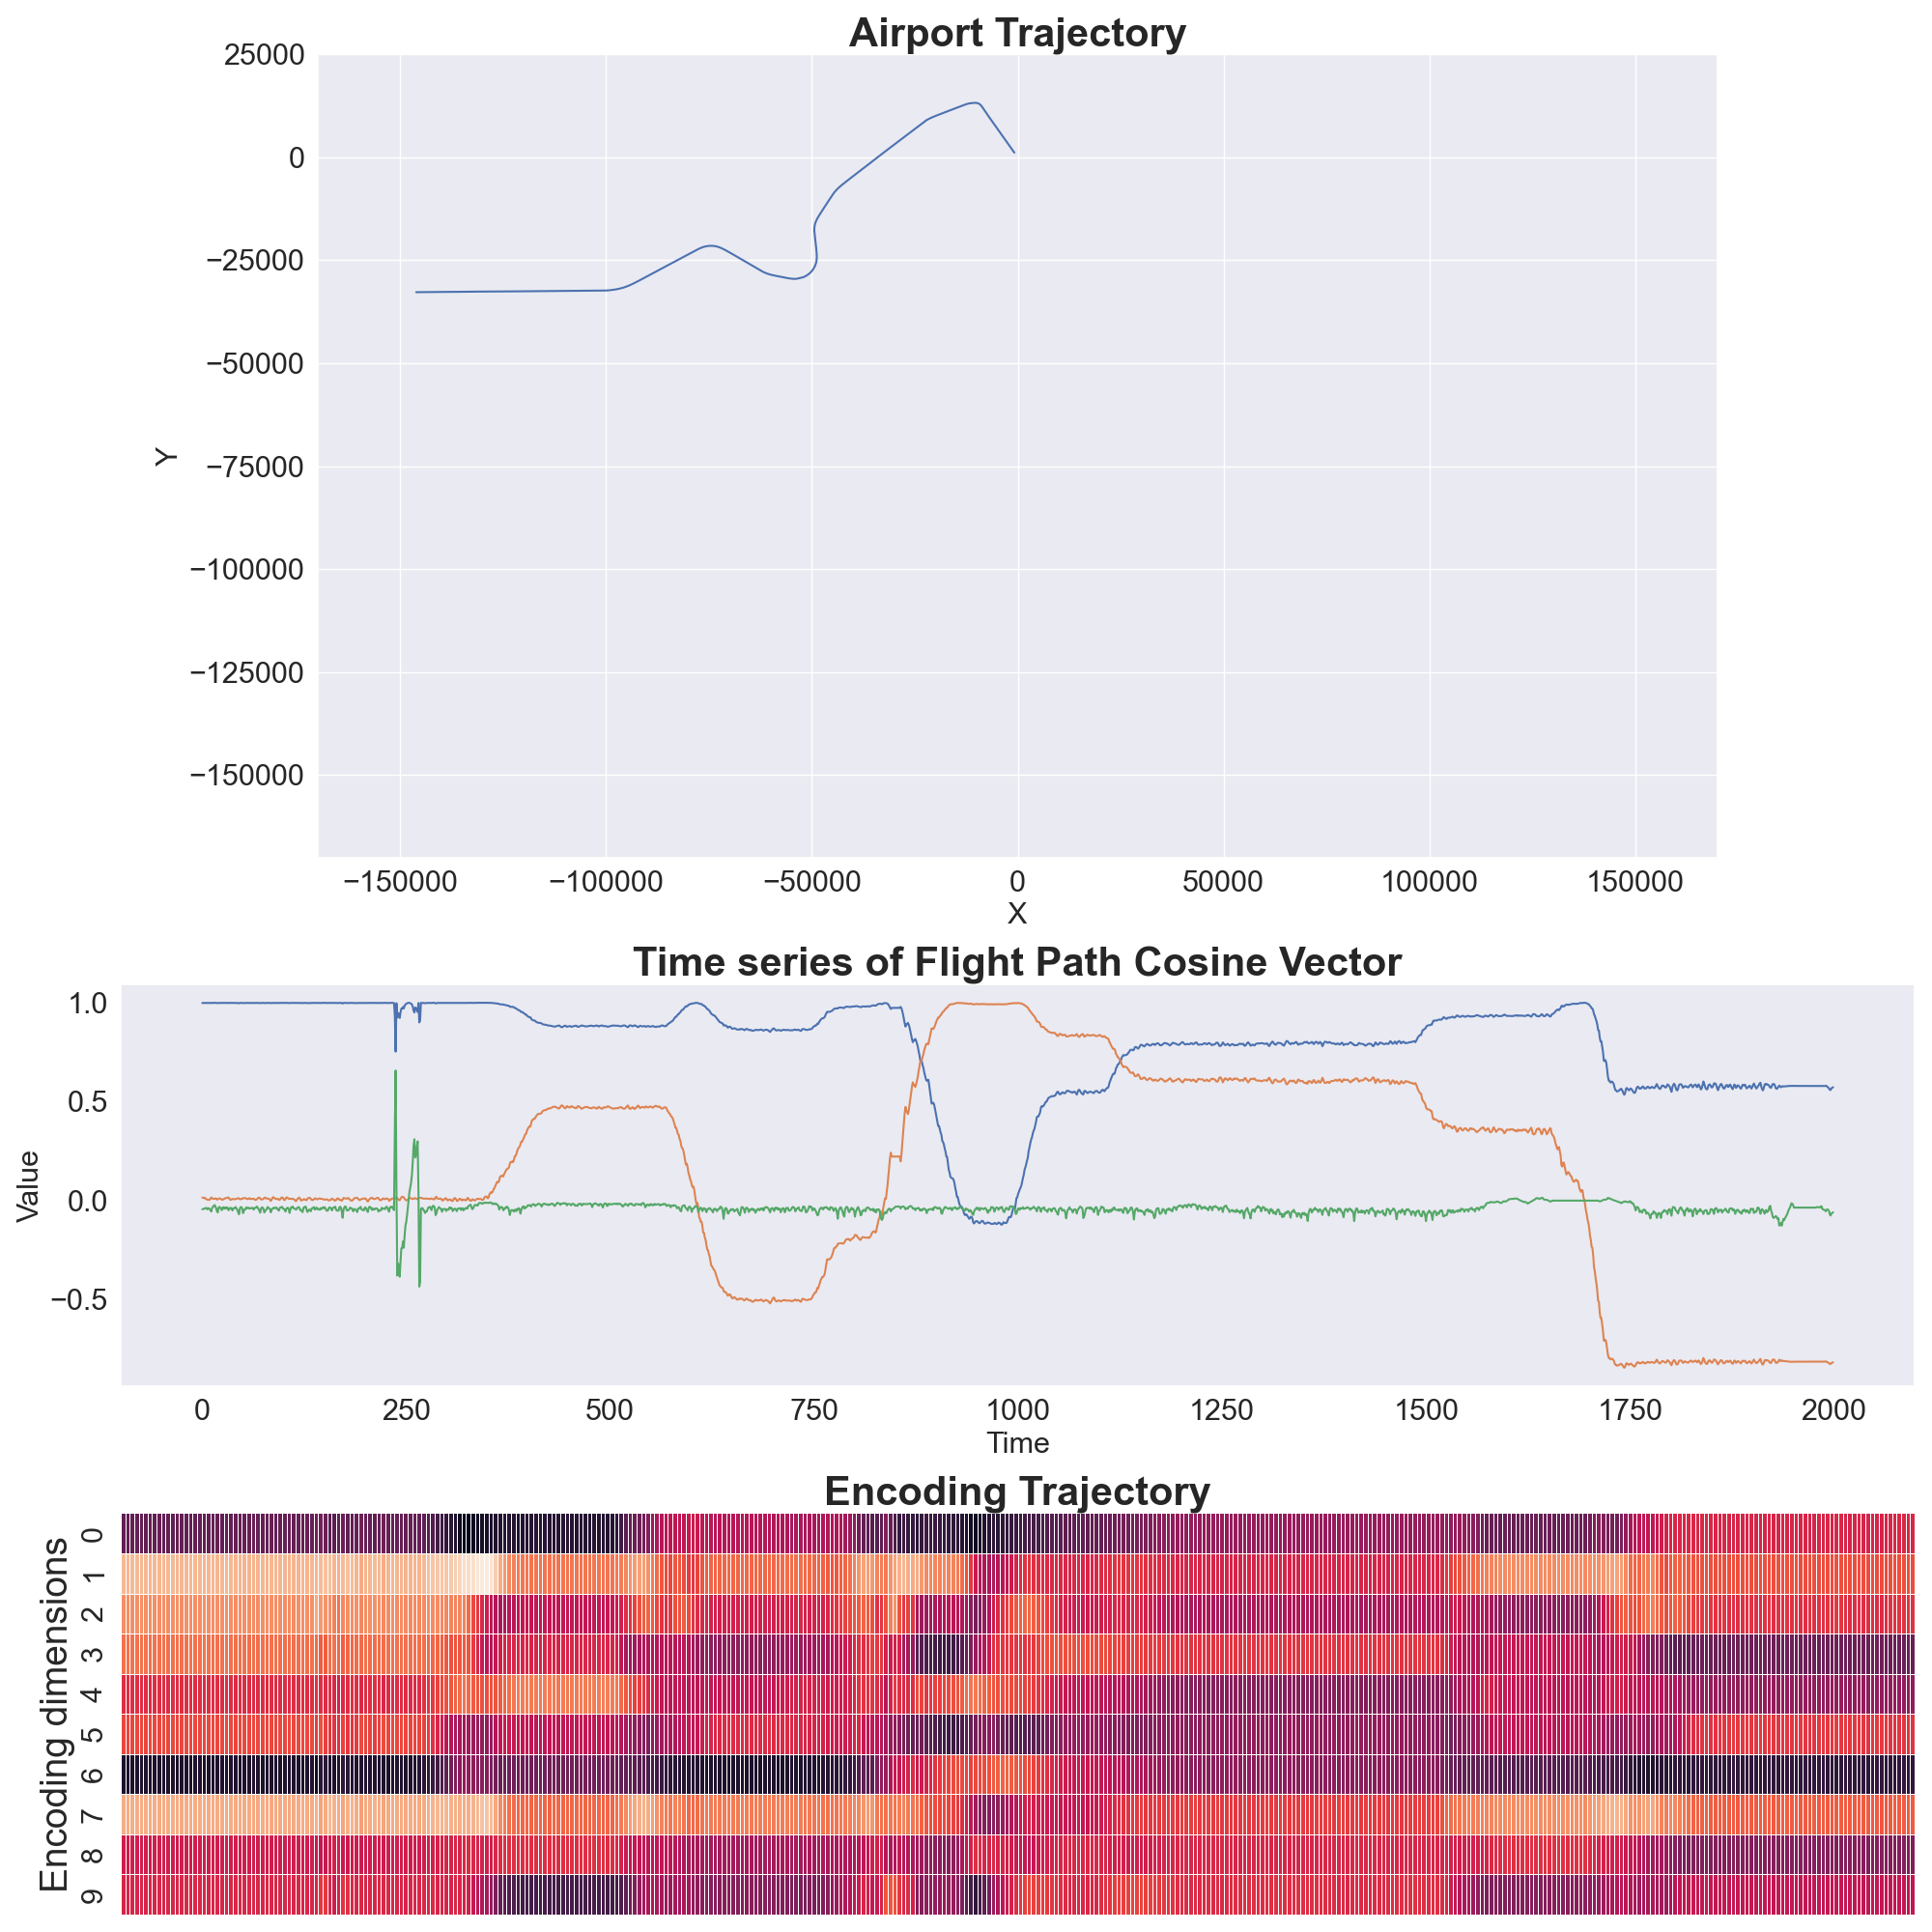 Airport Trajectory
25000
0
−25000
−50000
−75000
−100000
−125000
−150000
Y
−150000 −100000 −50000 0 50000 100000 150000
X
Time series of Flight Path Cosine Vector
1.0
0.5
0.0
−0.5
Value
0 250 500 750 1000 1250 1500 1750 2000
Time
Encoding Trajectory
Encoding dimensions
0
1
2
3
4
5
6
7
8
9